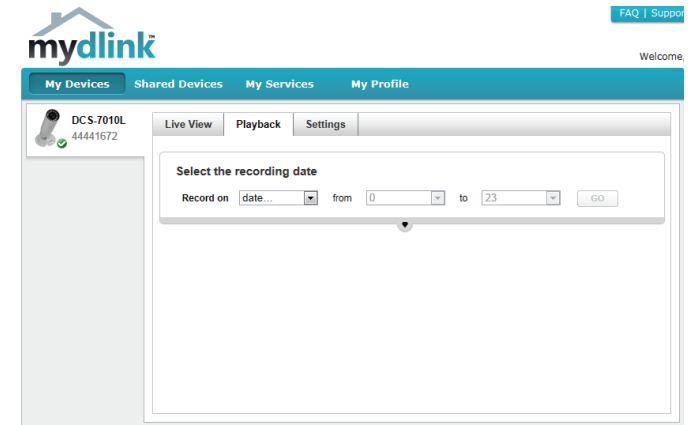 FAQ | Suppor
mydlink™
Welcome,
My Devices Shared Devices My Services My Profile
DCS-7010L
44441672
Live View Playback Settings
Select the recording date
Record on date... from 0 to 23 GO